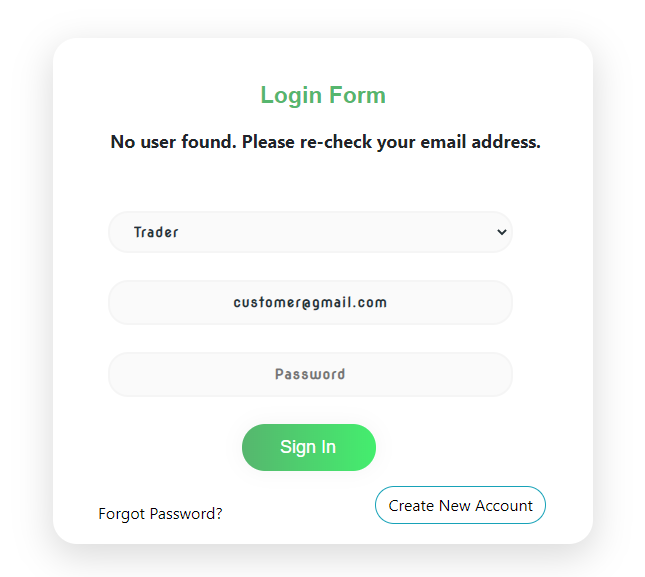 Login Form
No user found. Please re-check your email address.
Trader
customer@gmail.com
Password
Sign In
Forgot Password?
Create New Account